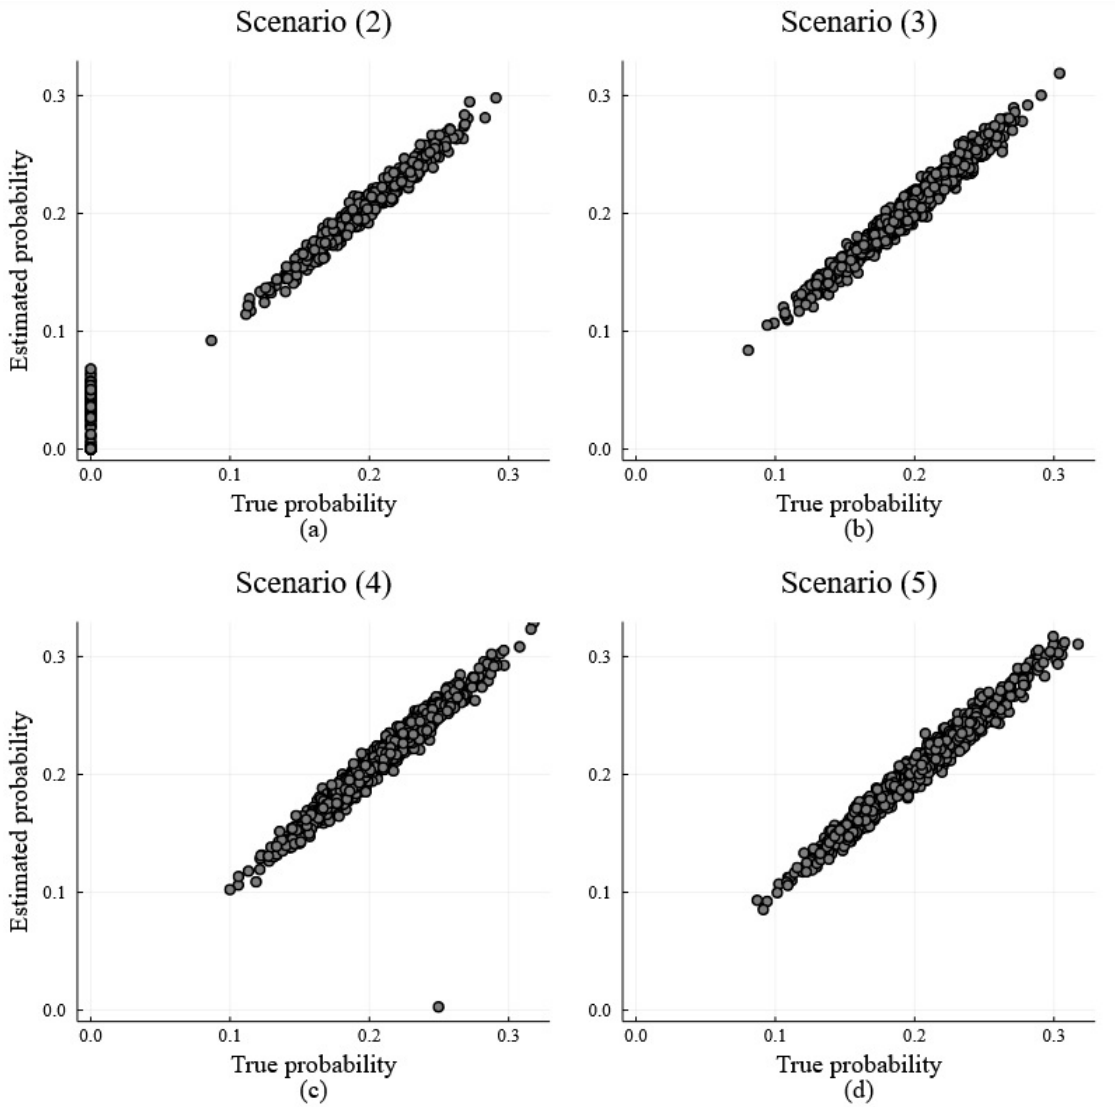 Scenario (2)
Scenario (3)
Estimated probability
0.3
0.2
0.1
0.0
0.0 0.1 0.2 0.3
True probability
(a)
0.3
0.2
0.1
0.0
0.0 0.1 0.2 0.3
True probability
(b)
Scenario (4)
Scenario (5)
Estimated probability
0.3
0.2
0.1
0.0
0.0 0.1 0.2 0.3
True probability
(c)
0.3
0.2
0.1
0.0
0.0 0.1 0.2 0.3
True probability
(d)